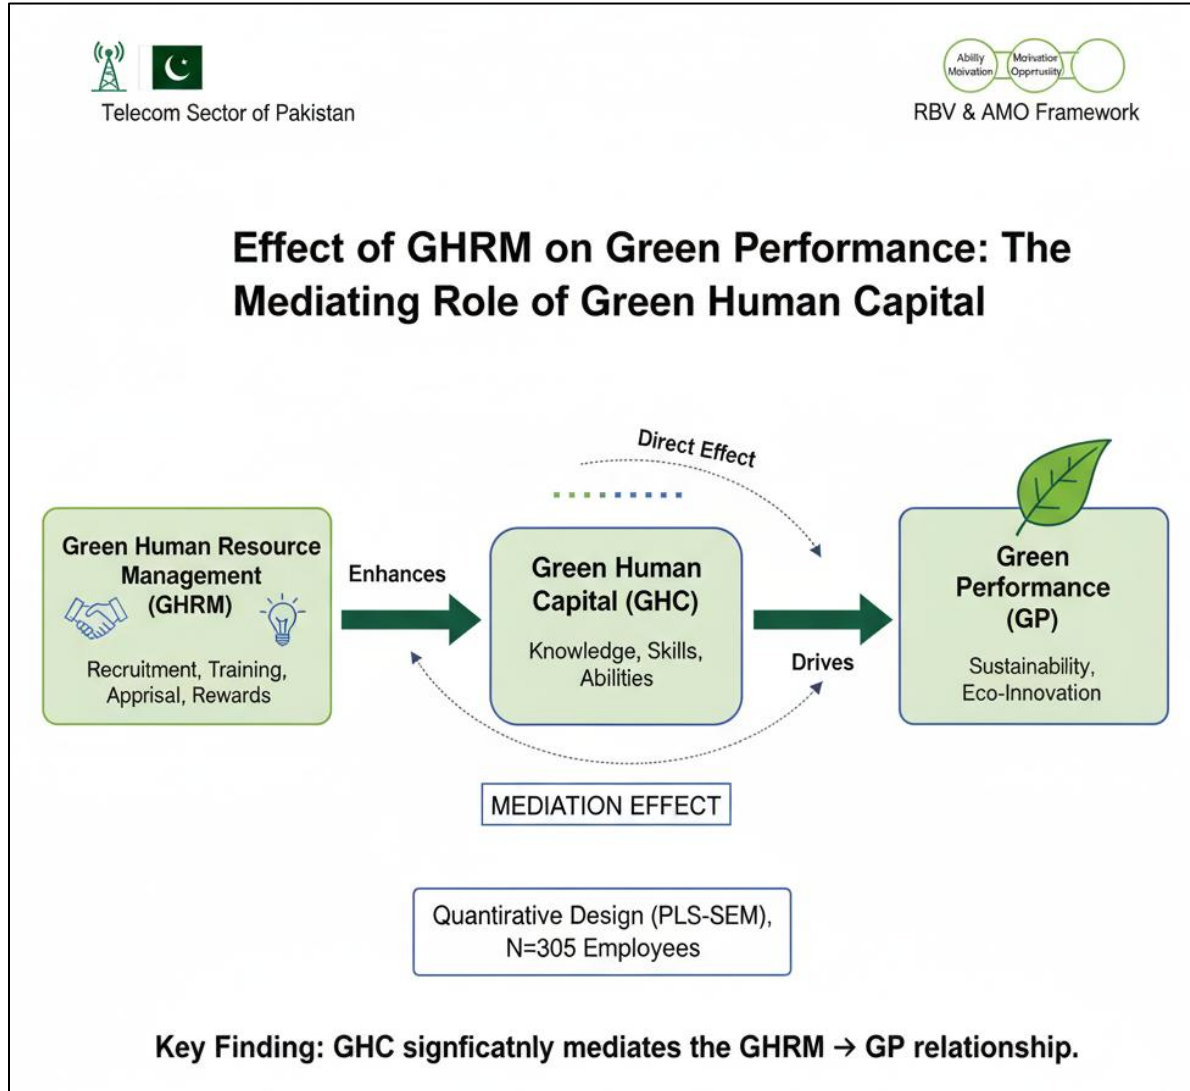 Telecom Sector of Pakistan
Ability
Moivation
Moivatior
Opprrtusity
RBV & AMO Framework
Effect of GHRM on Green Performance: The
Mediating Role of Green Human Capital
Direct Effect
Green Human Resource
Management
(GHRM)
Recruitment, Training,
Apprisal, Rewards
Enhances
Green Human
Capital (GHC)
Knowledge, Skills,
Abilities
Drives
Green
Performance
(GP)
Sustainability,
Eco-Innovation
MEDIATION EFFECT
Quantirative Design (PLS-SEM),
N=305 Employees
Key Finding: GHC signficatnly mediates the GHRM → GP relationship.